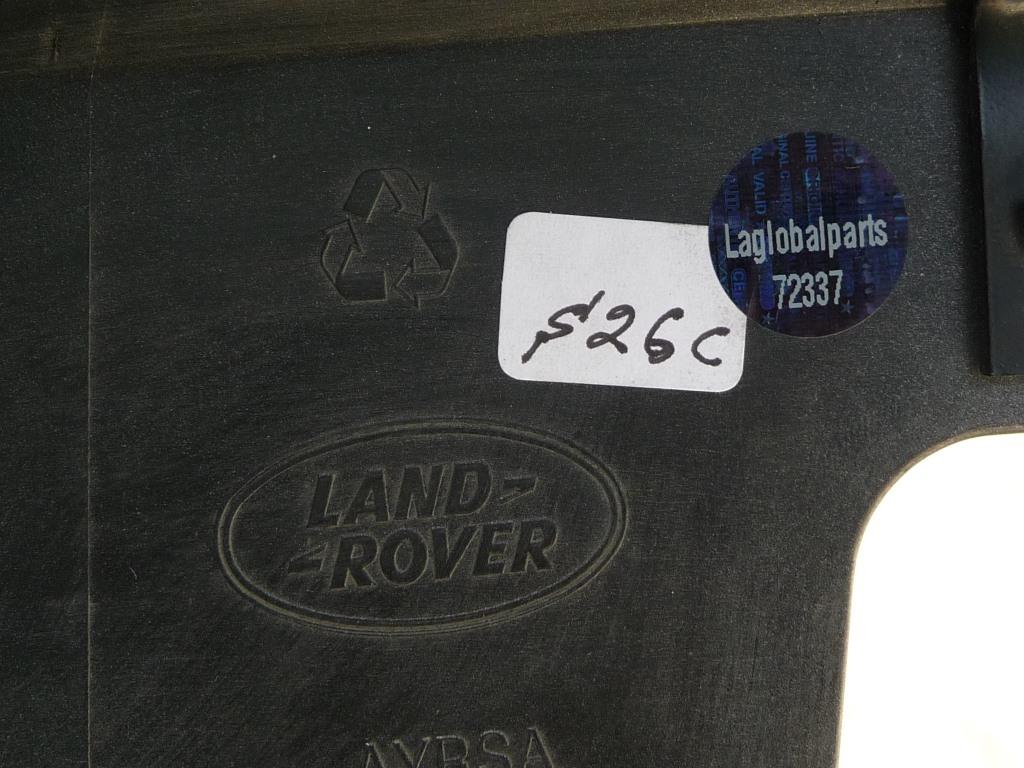 Laglobalparts
72337
S26C
LAND
ROVER